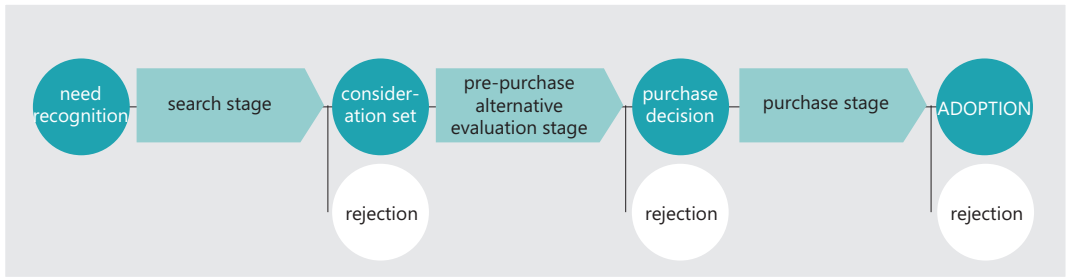 need
recognition
search stage
consider-
ation set
pre-purchase
alternative
evaluation stage
purchase
decision
purchase stage
ADOPTION
rejection
rejection
rejection